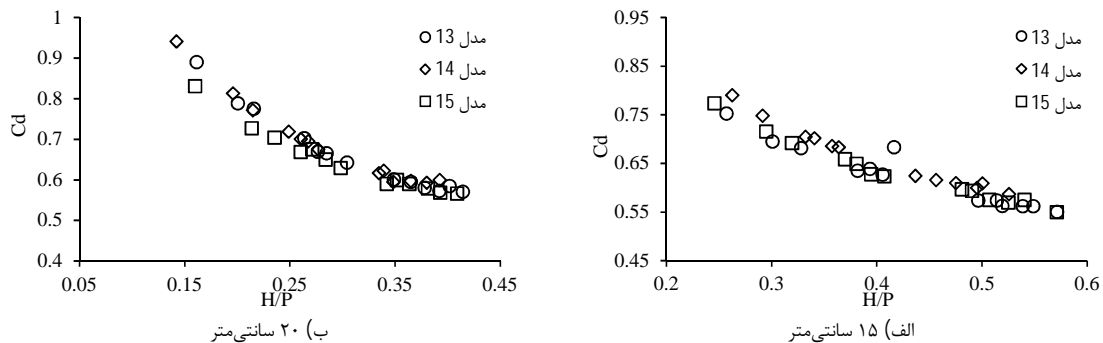 1
0.9
0.8
0.7
0.6
0.5
0.4
Cd
0.05
0.15
0.25
0.35
0.45
H/P
مدل 13
مدل 14
مدل 15
ب) ۲۰ سانتی‌متر
0.95
0.85
0.75
0.65
0.55
0.45
Cd
0.2
0.3
0.4
0.5
0.6
H/P
مدل 13
مدل 14
مدل 15
الف) ۱۵ سانتی‌متر